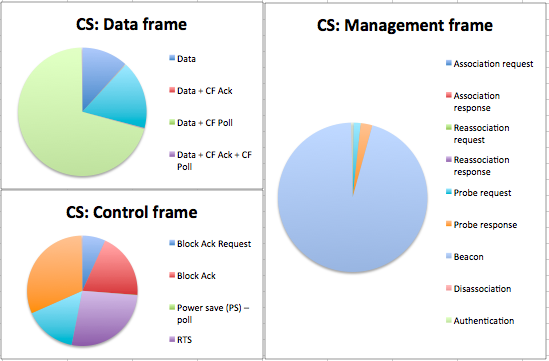 CS: Data frame
Data
Data + CF Ack
Data + CF Poll
Data + CF Ack + CF
Poll
CS: Control frame
Block Ack Request
Block Ack
Power save (PS) –
poll
RTS
CS: Management frame
Association request
Association
response
Reassociation
request
Reassociation
response
Probe request
Probe response
Beacon
Disassociation
Authentication